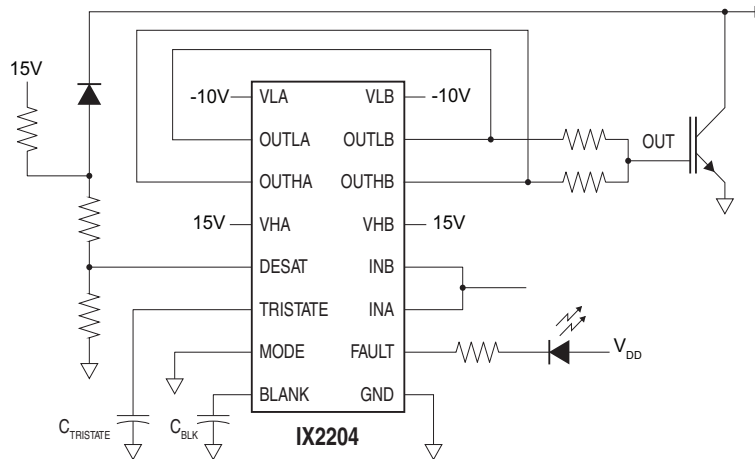 15V
-10V
VLA
VLB
-10V
OUTLA
OUTLB
OUT
OUTHA
OUTHB
15V
VHA
VHB
15V
DESAT
INB
TRISTATE
INA
MODE
FAULT
VDD
BLANK
GND
CTRISTATE
CBLK
IX2204